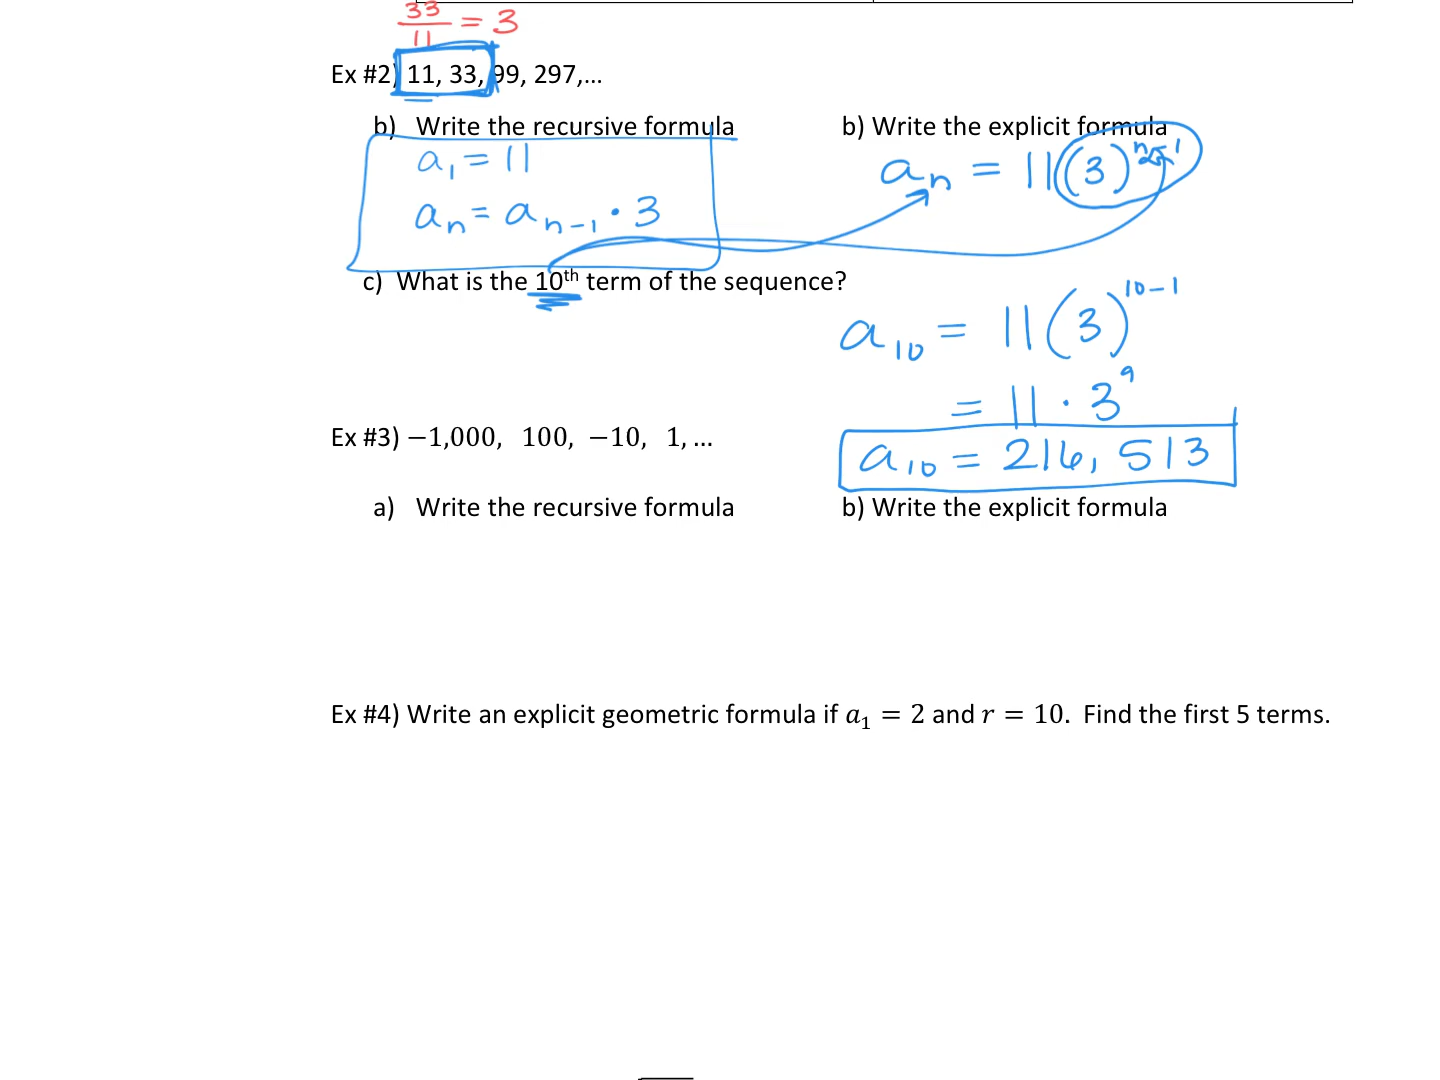 33/11 = 3
Ex #2) 11, 33, 99, 297,...
b) Write the recursive formula
a₁ = 11
aₙ = aₙ₋₁ · 3
b) Write the explicit formula
aₙ = 11(3)ⁿ⁻¹
c) What is the 10ᵗʰ term of the sequence?
a₁₀ = 11(3)¹⁰⁻¹
= 11 · 3⁹
a₁₀ = 216, 513
Ex #3) −1,000, 100, −10, 1, ...
a) Write the recursive formula
b) Write the explicit formula
Ex #4) Write an explicit geometric formula if a₁ = 2 and r = 10. Find the first 5 terms.